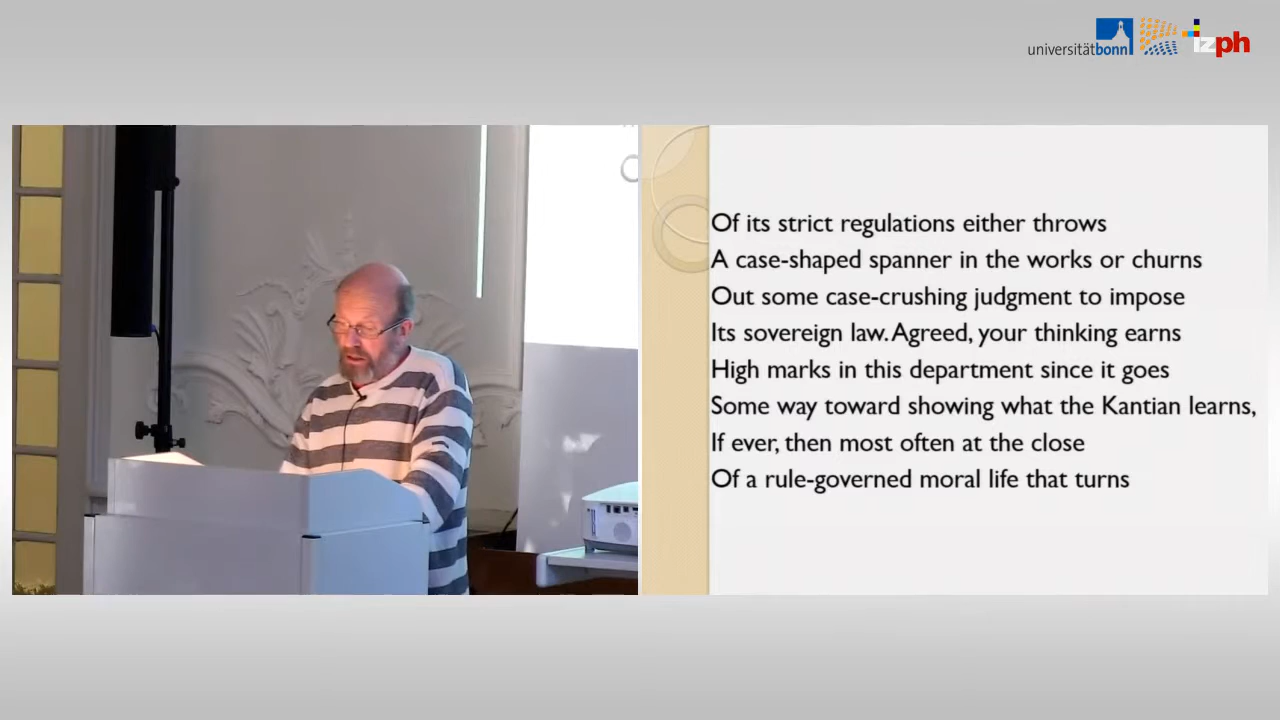 universitätbonn
izph
Of its strict regulations either throws
A case-shaped spanner in the works or churns
Out some case-crushing judgment to impose
Its sovereign law. Agreed, your thinking earns
High marks in this department since it goes
Some way toward showing what the Kantian learns,
If ever, then most often at the close
Of a rule-governed moral life that turns